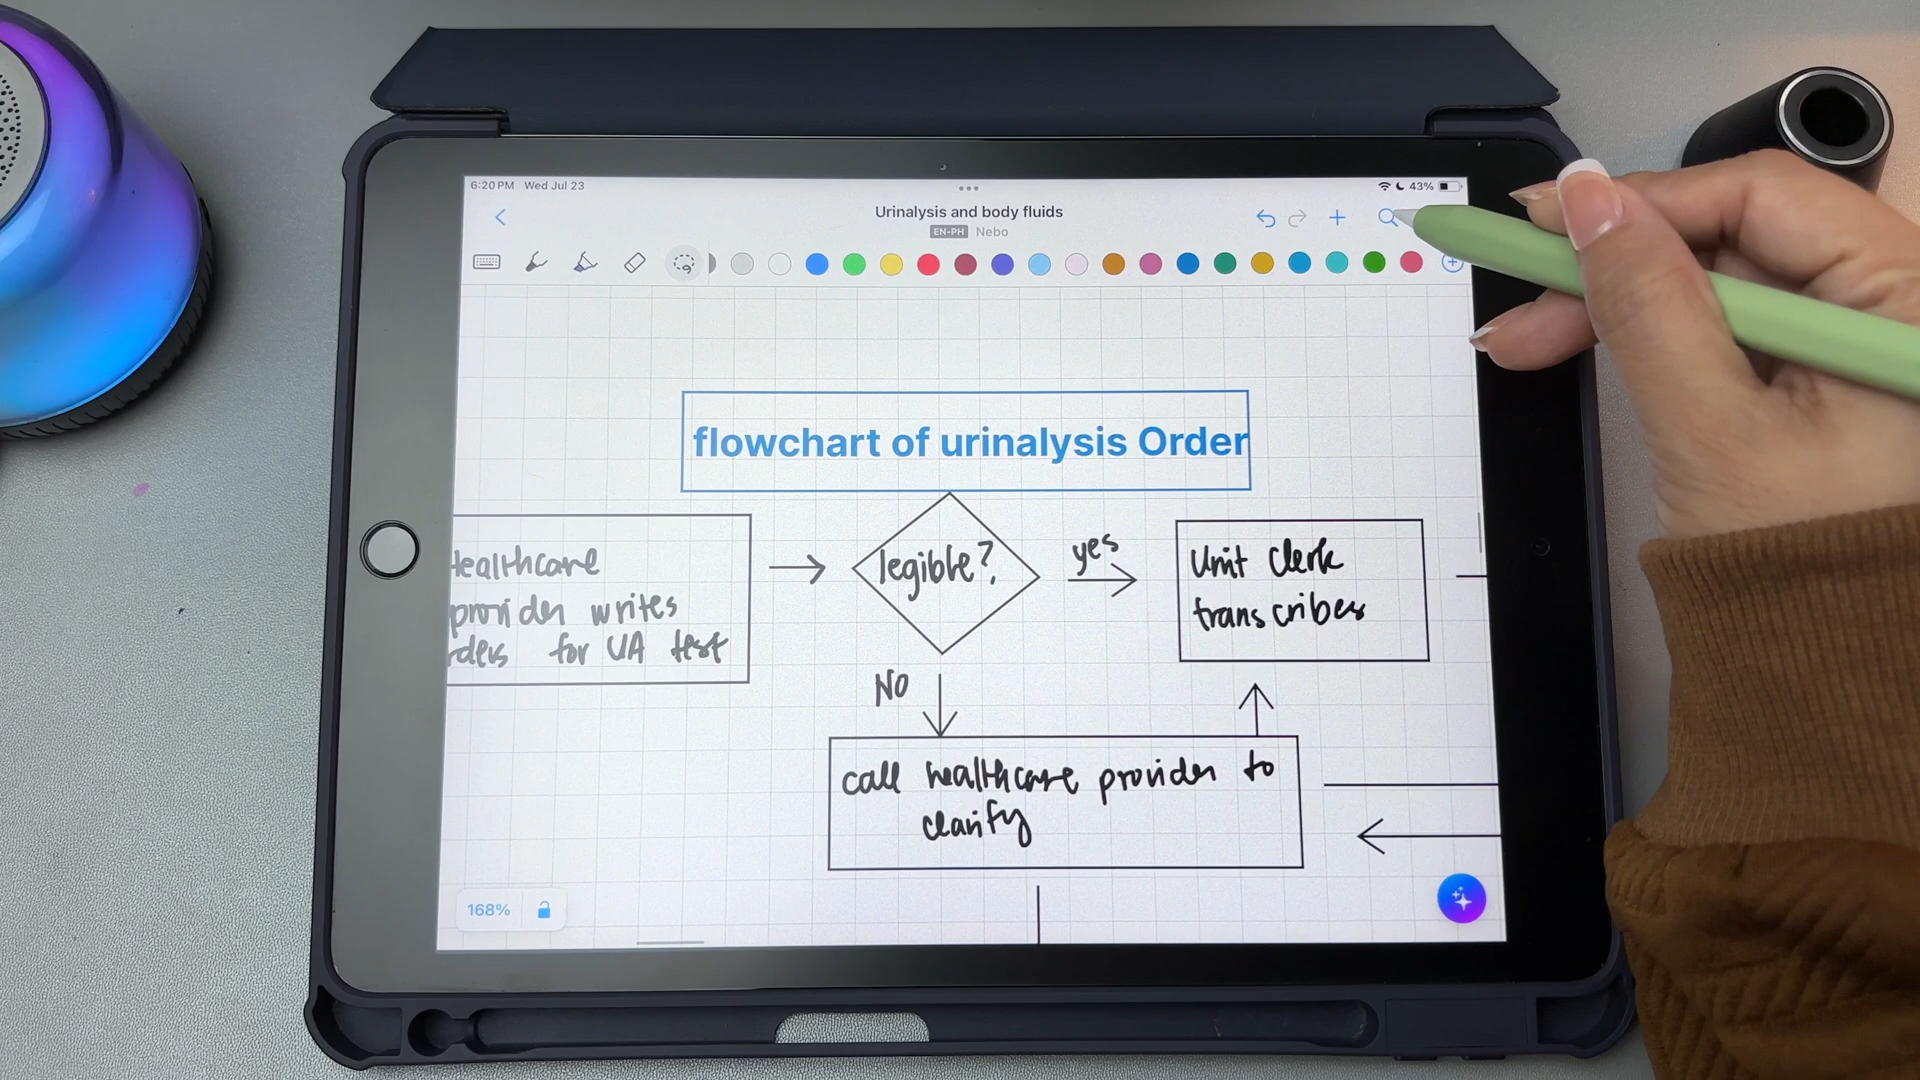 6:20 PM Wed Jul 23
43%
Urinalysis and body fluids
EN-PH Nebo
flowchart of urinalysis Order
Healthcare
provider writes
rders for UA test
legible?
yes
Unit Clerk
transcribes
NO
call healthcare provider to
clarify
168%